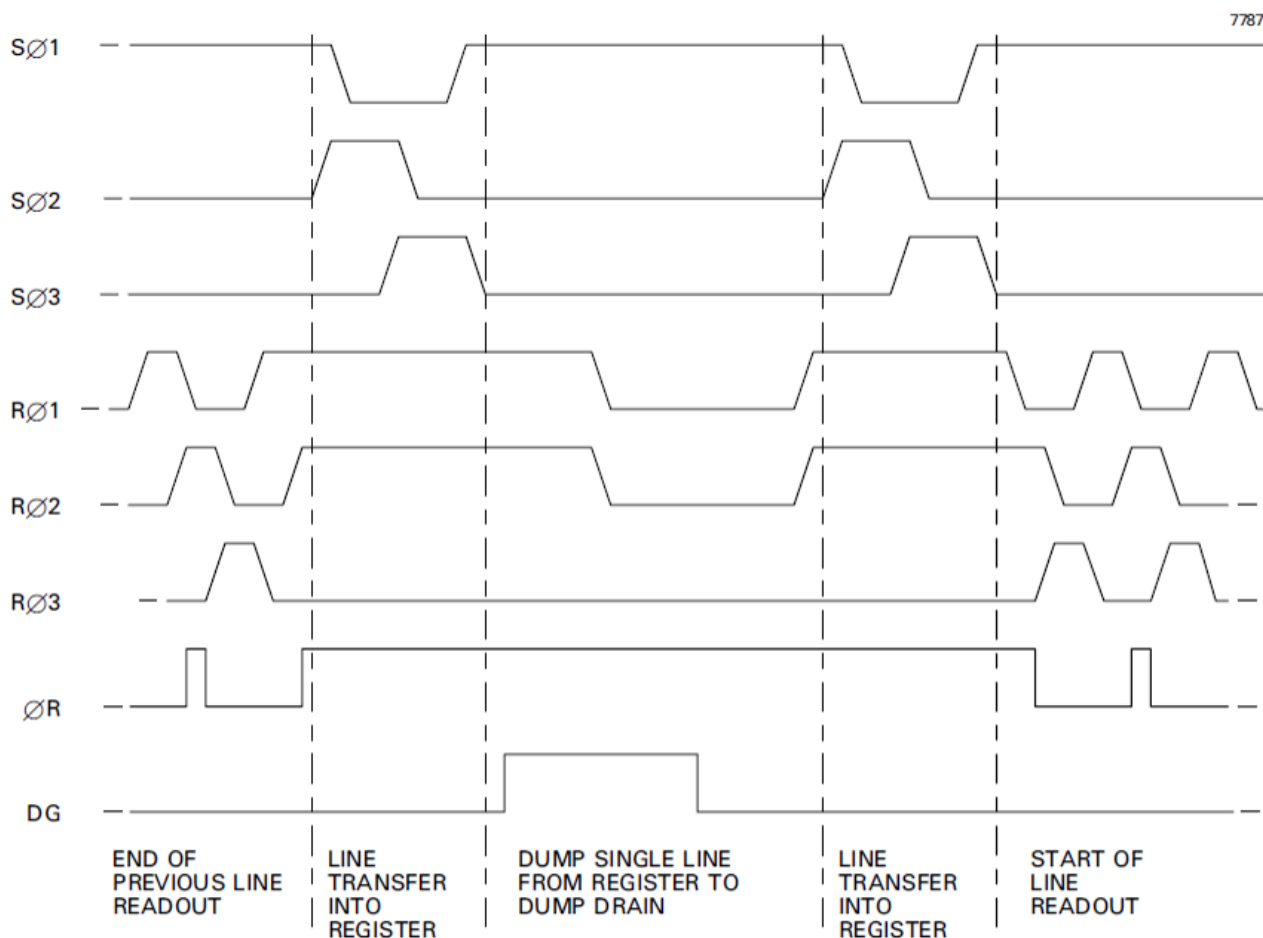 7787
SØ1
SØ2
SØ3
RØ1
RØ2
RØ3
ØR
DG
END OF
PREVIOUS LINE
READOUT
LINE
TRANSFER
INTO
REGISTER
DUMP SINGLE LINE
FROM REGISTER TO
DUMP DRAIN
LINE
TRANSFER
INTO
REGISTER
START OF
LINE
READOUT